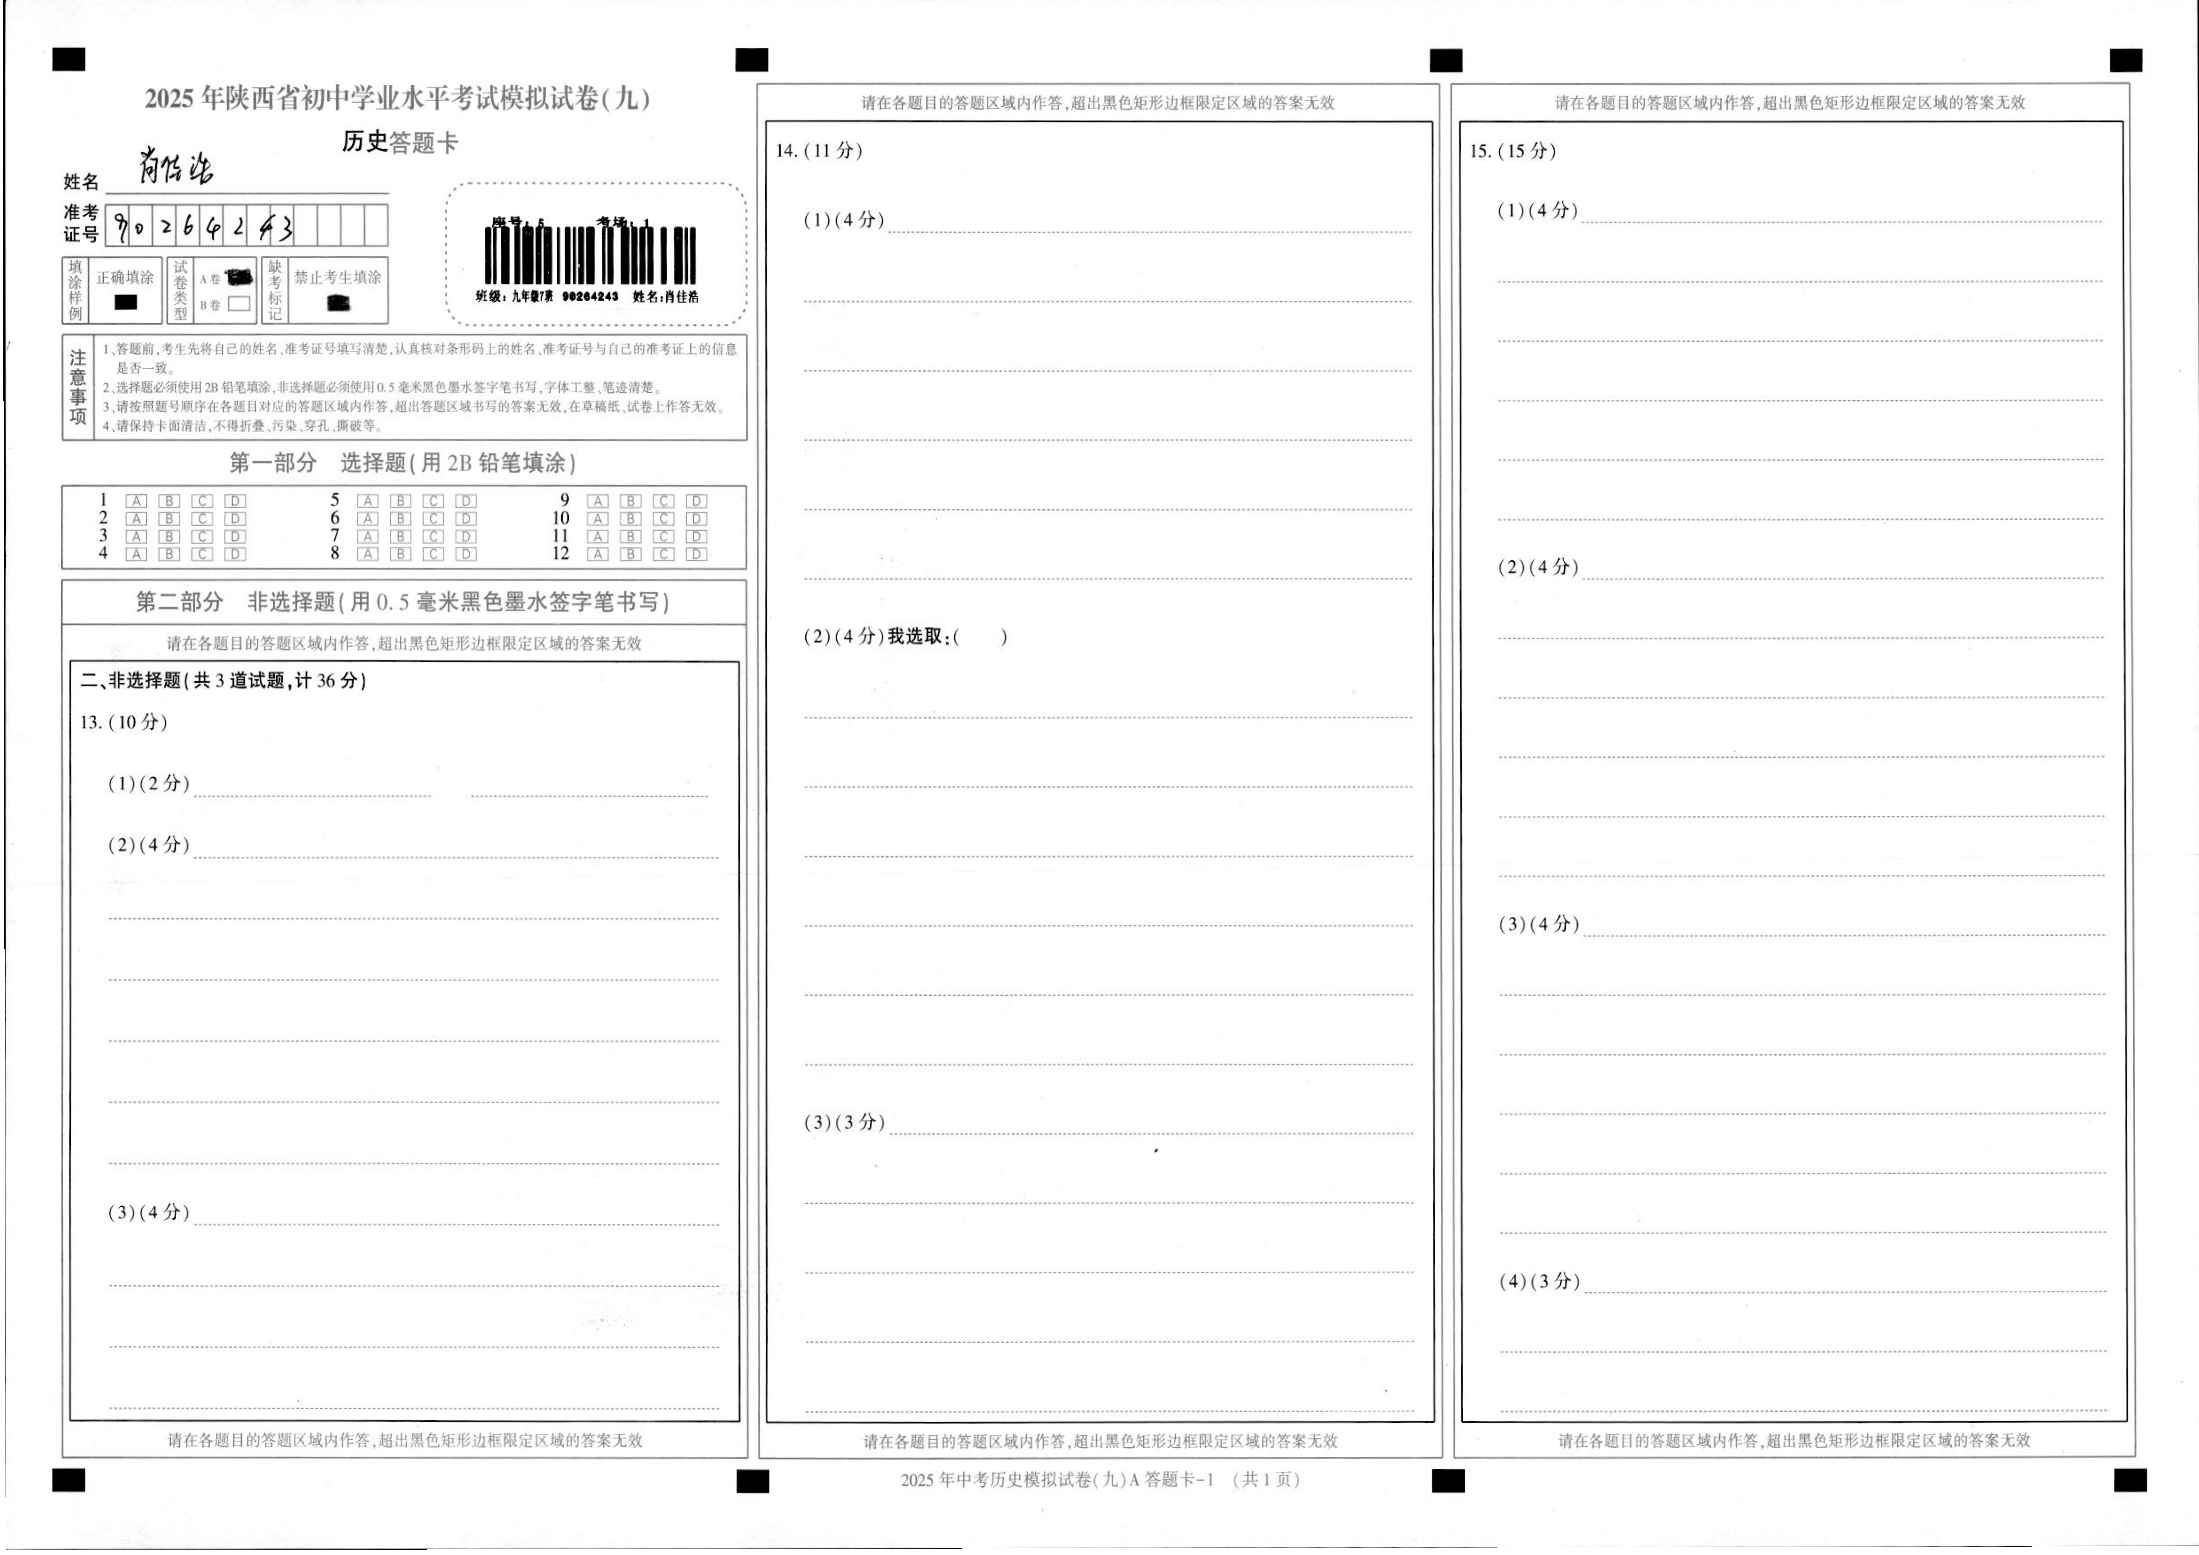 2025 年陕西省初中学业水平考试模拟试卷(九)
历史答题卡
姓名 肖佳浩
准考证号 90264243
填涂样例 正确填涂
试卷类型 A 卷 B 卷
缺考标记 禁止考生填涂
座号: 5 考场: 1
班级: 九年级7班 90264243 姓名:肖佳浩
注意事项
1、答题前,考生先将自己的姓名、准考证号填写清楚,认真核对条形码上的姓名、准考证号与自己的准考证上的信息
是否一致。
2、选择题必须使用2B 铅笔填涂,非选择题必须使用0.5 毫米黑色墨水签字笔书写,字体工整、笔迹清楚。
3、请按照题号顺序在各题目对应的答题区域内作答,超出答题区域书写的答案无效,在草稿纸、试卷上作答无效。
4、请保持卡面清洁,不得折叠、污染、穿孔、撕破等。
第一部分 选择题(用 2B 铅笔填涂)
1 A B C D 5 A B C D 9 A B C D
2 A B C D 6 A B C D 10 A B C D
3 A B C D 7 A B C D 11 A B C D
4 A B C D 8 A B C D 12 A B C D
第二部分 非选择题(用 0.5 毫米黑色墨水签字笔书写)
请在各题目的答题区域内作答,超出黑色矩形边框限定区域的答案无效
二、非选择题(共 3 道试题,计 36 分)
13. (10 分)
(1)(2 分)
(2)(4 分)
(3)(4 分)
请在各题目的答题区域内作答,超出黑色矩形边框限定区域的答案无效
请在各题目的答题区域内作答,超出黑色矩形边框限定区域的答案无效
14. (11 分)
(1)(4 分)
(2)(4 分)我选取:( )
(3)(3 分)
请在各题目的答题区域内作答,超出黑色矩形边框限定区域的答案无效
请在各题目的答题区域内作答,超出黑色矩形边框限定区域的答案无效
15. (15 分)
(1)(4 分)
(2)(4 分)
(3)(4 分)
(4)(3 分)
请在各题目的答题区域内作答,超出黑色矩形边框限定区域的答案无效
2025 年中考历史模拟试卷(九)A 答题卡-1 (共 1 页)